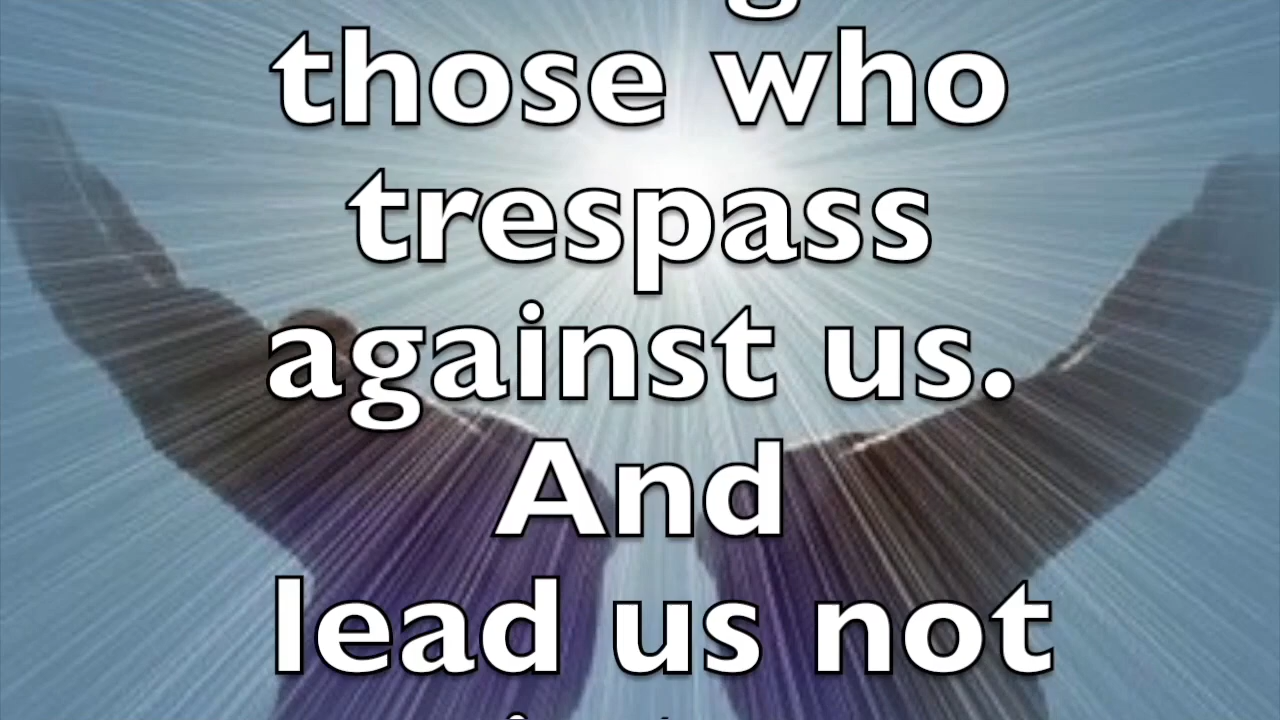 those who
trespass
against us.
And
lead us not